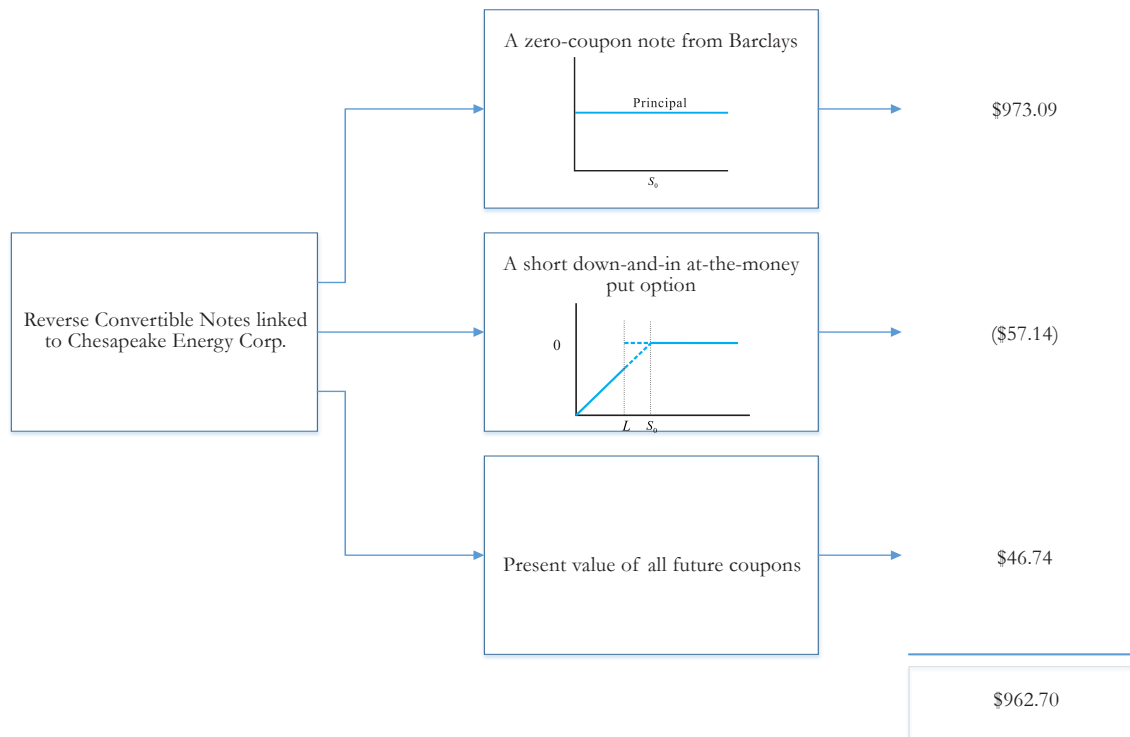 A zero-coupon note from Barclays
Principal
S₀
$973.09
Reverse Convertible Notes linked
to Chesapeake Energy Corp.
A short down-and-in at-the-money
put option
0
L S₀
($57.14)
Present value of all future coupons
$46.74
$962.70